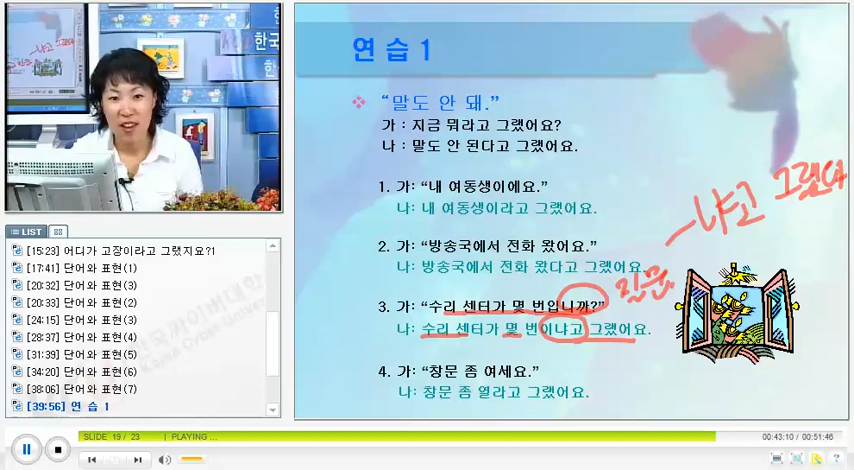 연 습 1
“말도 안 돼.”
가 : 지금 뭐라고 그랬어요?
나 : 말도 안 된다고 그랬어요.
1. 가: “내 여동생이에요.”
나: 내 여동생이라고 그랬어요.
2. 가: “방송국에서 전화 왔어요.”
나: 방송국에서 전화 왔다고 그랬어요.
3. 가: “수리 센터가 몇 번입니까?”
나: 수리 센터가 몇 번이냐고 그랬어요.
4. 가: “창문 좀 여세요.”
나: 창문 좀 열라고 그랬어요.
-냐고 그랬다
한국
LIST
[15:23] 어디가 고장이라고 그랬지요?1
[17:41] 단어와 표현(1)
[20:32] 단어와 표현(3)
[20:33] 단어와 표현(2)
[24:15] 단어와 표현(3)
[28:37] 단어와 표현(4)
[31:39] 단어와 표현(5)
[34:20] 단어와 표현(6)
[38:06] 단어와 표현(7)
[39:56] 연 습 1
SLIDE 19 / 23 | PLAYING ...
00:43:10 / 00:51:46